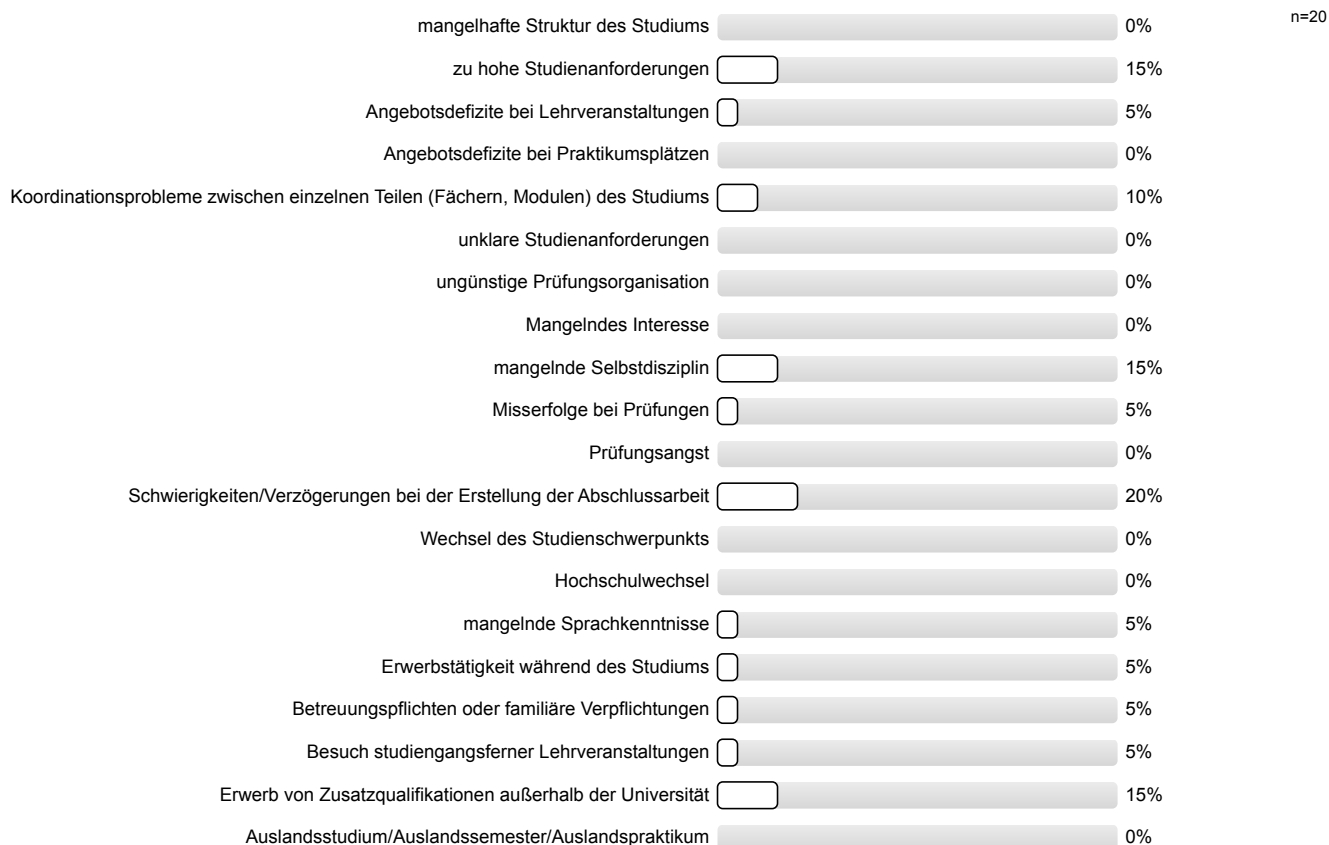 n=20
mangelhafte Struktur des Studiums 0%
zu hohe Studienanforderungen 15%
Angebotsdefizite bei Lehrveranstaltungen 5%
Angebotsdefizite bei Praktikumsplätzen 0%
Koordinationsprobleme zwischen einzelnen Teilen (Fächern, Modulen) des Studiums 10%
unklare Studienanforderungen 0%
ungünstige Prüfungsorganisation 0%
Mangelndes Interesse 0%
mangelnde Selbstdisziplin 15%
Misserfolge bei Prüfungen 5%
Prüfungsangst 0%
Schwierigkeiten/Verzögerungen bei der Erstellung der Abschlussarbeit 20%
Wechsel des Studienschwerpunkts 0%
Hochschulwechsel 0%
mangelnde Sprachkenntnisse 5%
Erwerbstätigkeit während des Studiums 5%
Betreuungspflichten oder familiäre Verpflichtungen 5%
Besuch studiengangsferner Lehrveranstaltungen 5%
Erwerb von Zusatzqualifikationen außerhalb der Universität 15%
Auslandsstudium/Auslandssemester/Auslandspraktikum 0%